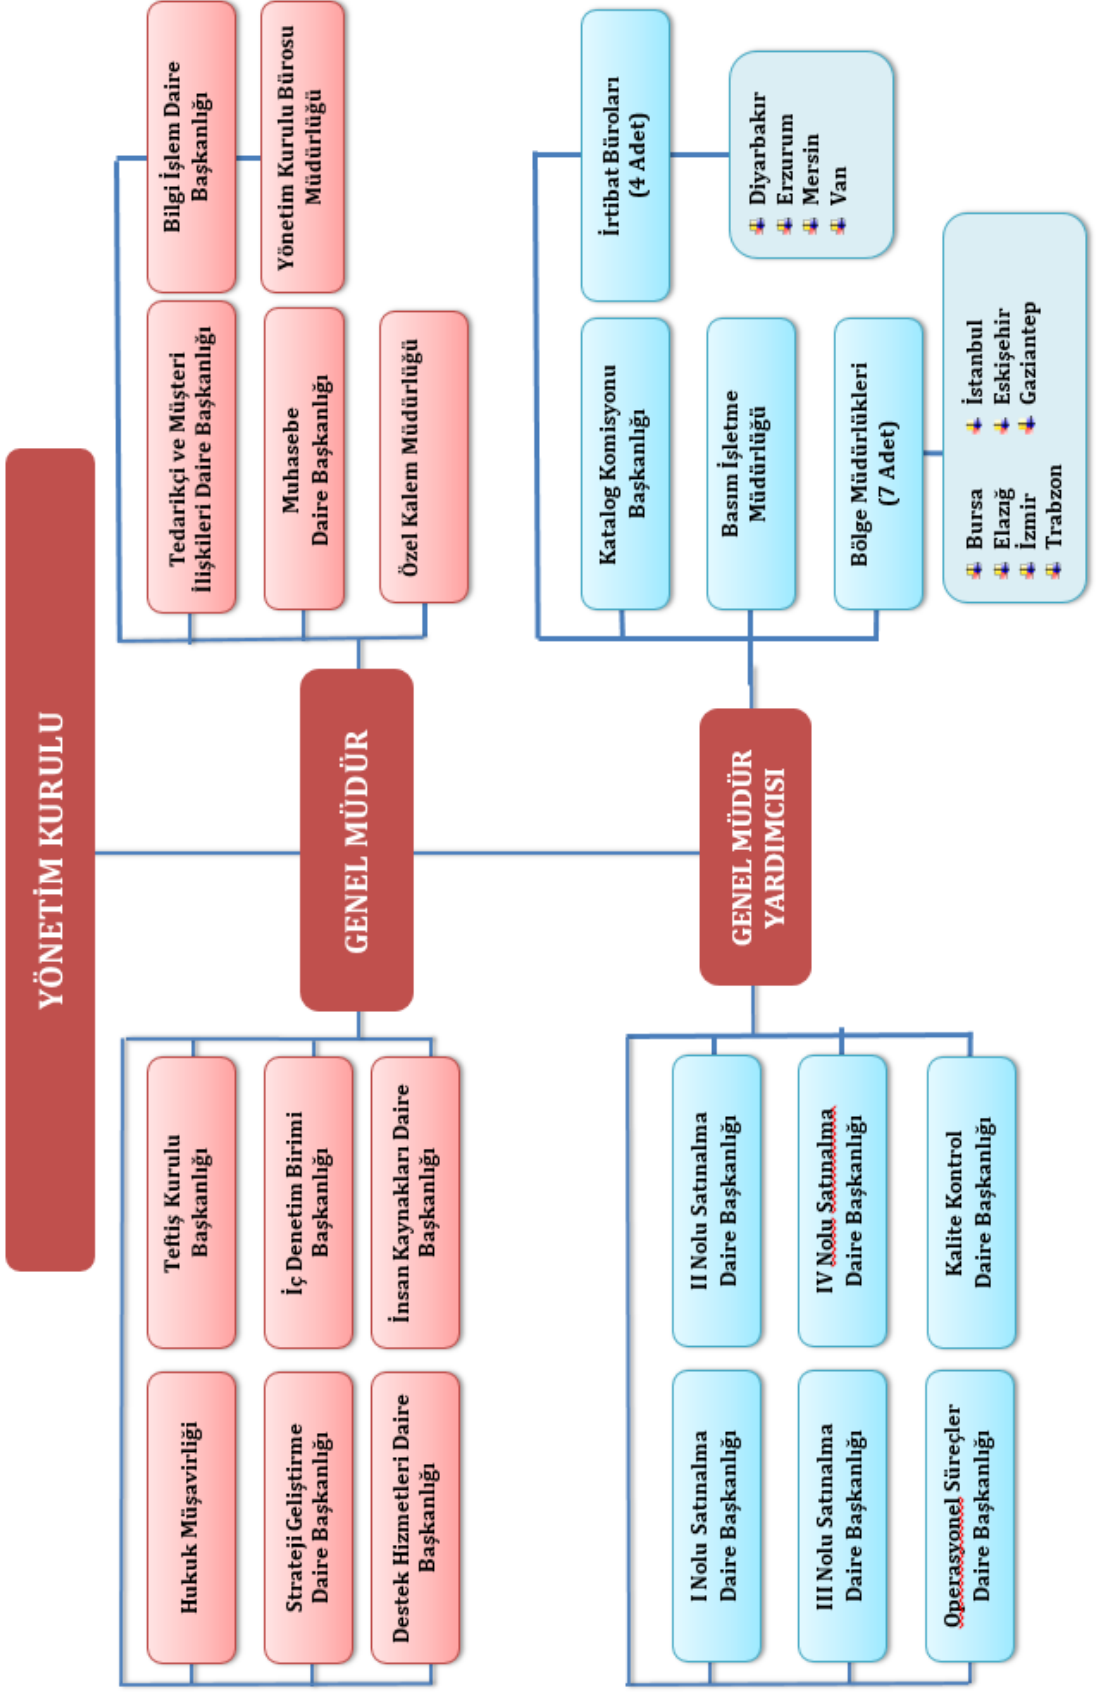 YÖNETİM KURULU
GENEL MÜDÜR
GENEL MÜDÜR
YARDIMCISI
Hukuk Müşavirliği
Teftiş Kurulu
Başkanlığı
Strateji Geliştirme
Daire Başkanlığı
İç Denetim Birimi
Başkanlığı
Destek Hizmetleri Daire
Başkanlığı
İnsan Kaynakları Daire
Başkanlığı
Tedarikçi ve Müşteri
İlişkileri Daire Başkanlığı
Bilgi İşlem Daire
Başkanlığı
Muhasebe
Daire Başkanlığı
Yönetim Kurulu Bürosu
Müdürlüğü
Özel Kalem Müdürlüğü
I Nolu Satınalma
Daire Başkanlığı
II Nolu Satınalma
Daire Başkanlığı
III Nolu Satınalma
Daire Başkanlığı
IV Nolu Satınalma
Daire Başkanlığı
Operasyonel Süreçler
Daire Başkanlığı
Kalite Kontrol
Daire Başkanlığı
Katalog Komisyonu
Başkanlığı
İrtibat Büroları
(4 Adet)
Diyarbakır
Erzurum
Mersin
Van
Basım İşletme
Müdürlüğü
Bölge Müdürlükleri
(7 Adet)
Bursa İstanbul
Elazığ Eskişehir
İzmir Gaziantep
Trabzon